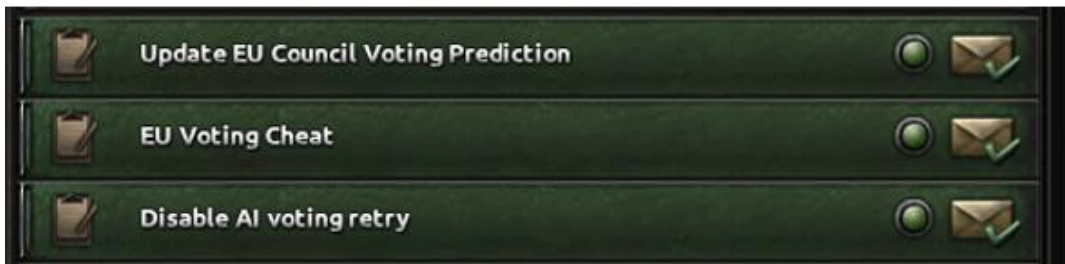 Update EU Council Voting Prediction
EU Voting Cheat
Disable AI voting retry